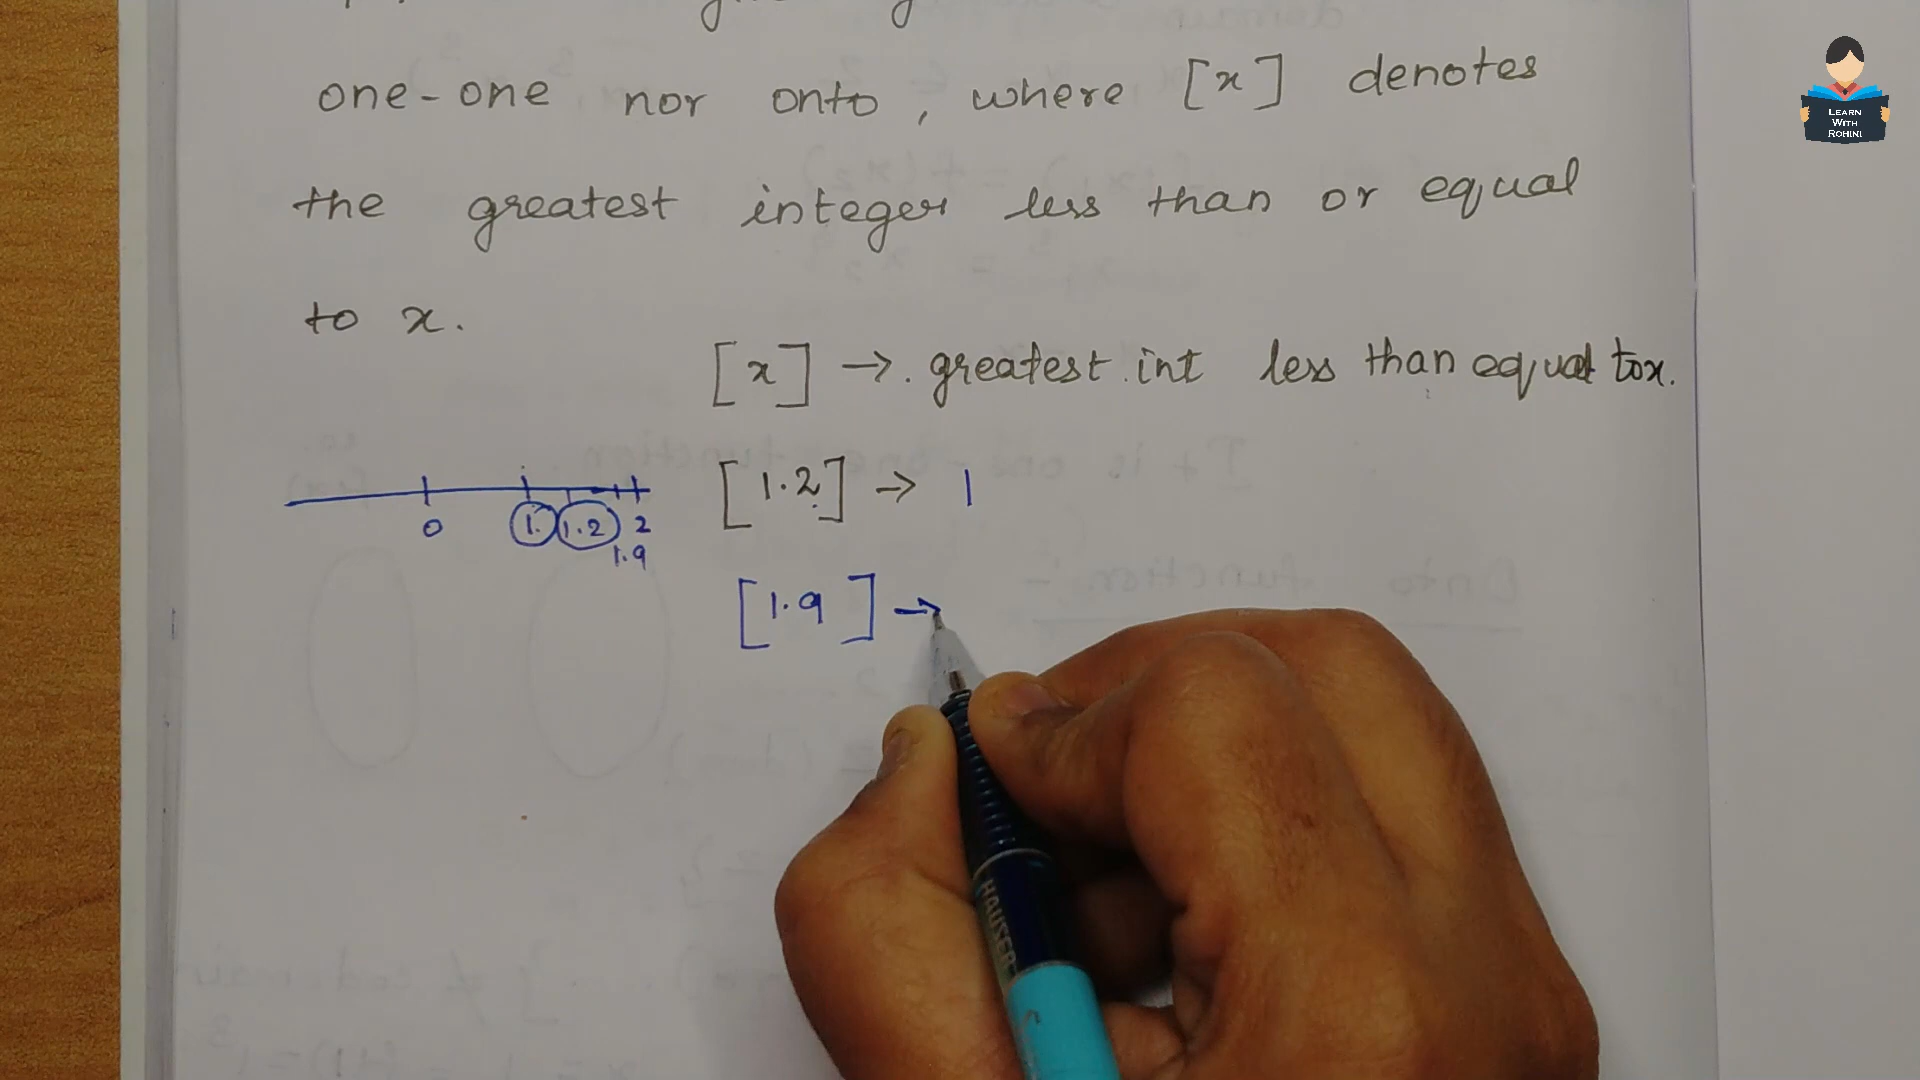 one-one nor onto, where [x] denotes
the greatest integer less than or equal
to x.
[x] → greatest int less than equal to x.
[1.2] → 1
0 1. 1.2 2
1.9
[1.9] →
HAUSER
LEARN
WITH
ROHINI